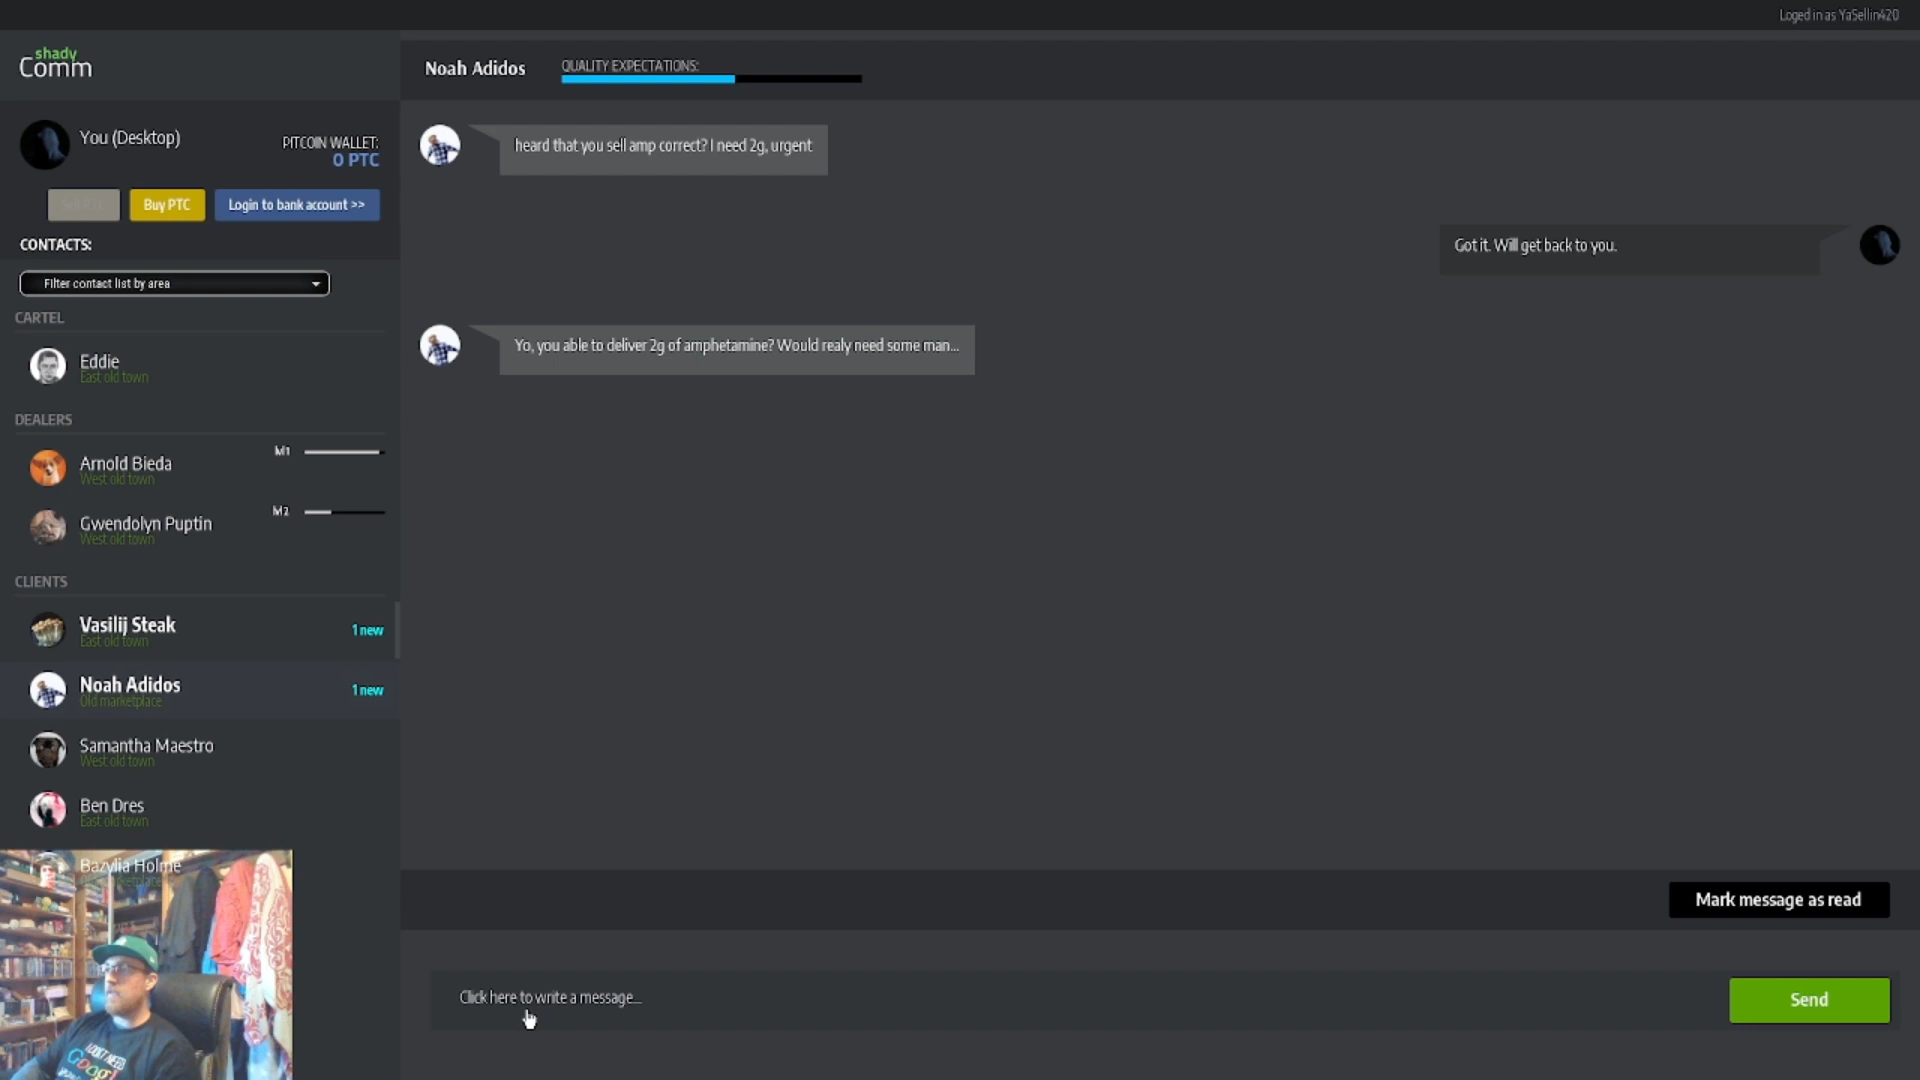 Loged in as YaSellin420
shady
Comm
You (Desktop)
PITCOIN WALLET:
0 PTC
Buy PTC
Login to bank account >>
CONTACTS:
Filter contact list by area
CARTEL
Eddie
East old town
DEALERS
Arnold Bieda
West old town
M1
Gwendolyn Puptin
West old town
M2
CLIENTS
Vasilij Steak
East old town
1 new
Noah Adidos
Old marketplace
1 new
Samantha Maestro
West old town
Ben Dres
East old town
Bazylia Holme
Noah Adidos
QUALITY EXPECTATIONS:
heard that you sell amp correct? I need 2g, urgent
Got it. Will get back to you.
Yo, you able to deliver 2g of amphetamine? Would realy need some man...
Mark message as read
Click here to write a message...
Send
I JUST NEED
Google